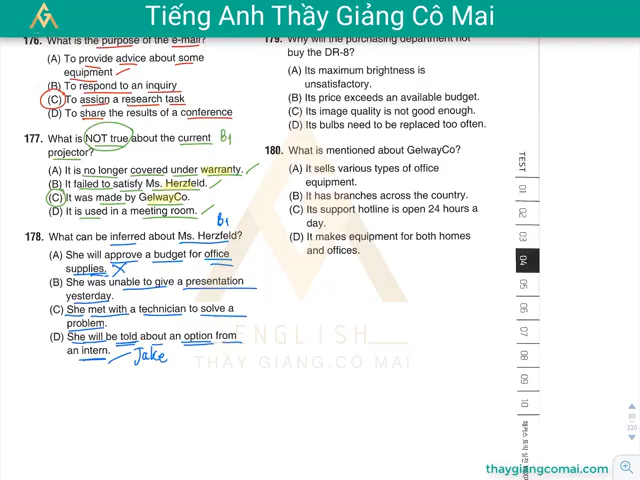 Tiếng Anh Thầy Giảng Cô Mai
176. What is the purpose of the e-mail?
(A) To provide advice about some
equipment
(B) To respond to an inquiry
(C) To assign a research task
(D) To share the results of a conference
177. What is NOT true about the current B1
projector?
(A) It is no longer covered under warranty.
(B) It failed to satisfy Ms. Herzfeld.
(C) It was made by GelwayCo.
(D) It is used in a meeting room.
B1
178. What can be inferred about Ms. Herzfeld?
(A) She will approve a budget for office
supplies.
(B) She was unable to give a presentation
yesterday.
(C) She met with a technician to solve a
problem.
(D) She will be told about an option from
an intern. Jake
179. Why will the purchasing department not
buy the DR-8?
(A) Its maximum brightness is
unsatisfactory.
(B) Its price exceeds an available budget.
(C) Its image quality is not good enough.
(D) Its bulbs need to be replaced too often.
180. What is mentioned about GelwayCo?
(A) It sells various types of office
equipment.
(B) It has branches across the country.
(C) Its support hotline is open 24 hours a
day.
(D) It makes equipment for both homes
and offices.
ENGLISH
THẦY GIẢNG.CÔ MAI
TEST
01
02
03
04
05
06
07
08
09
10
80
220
thaygiangcomai.com